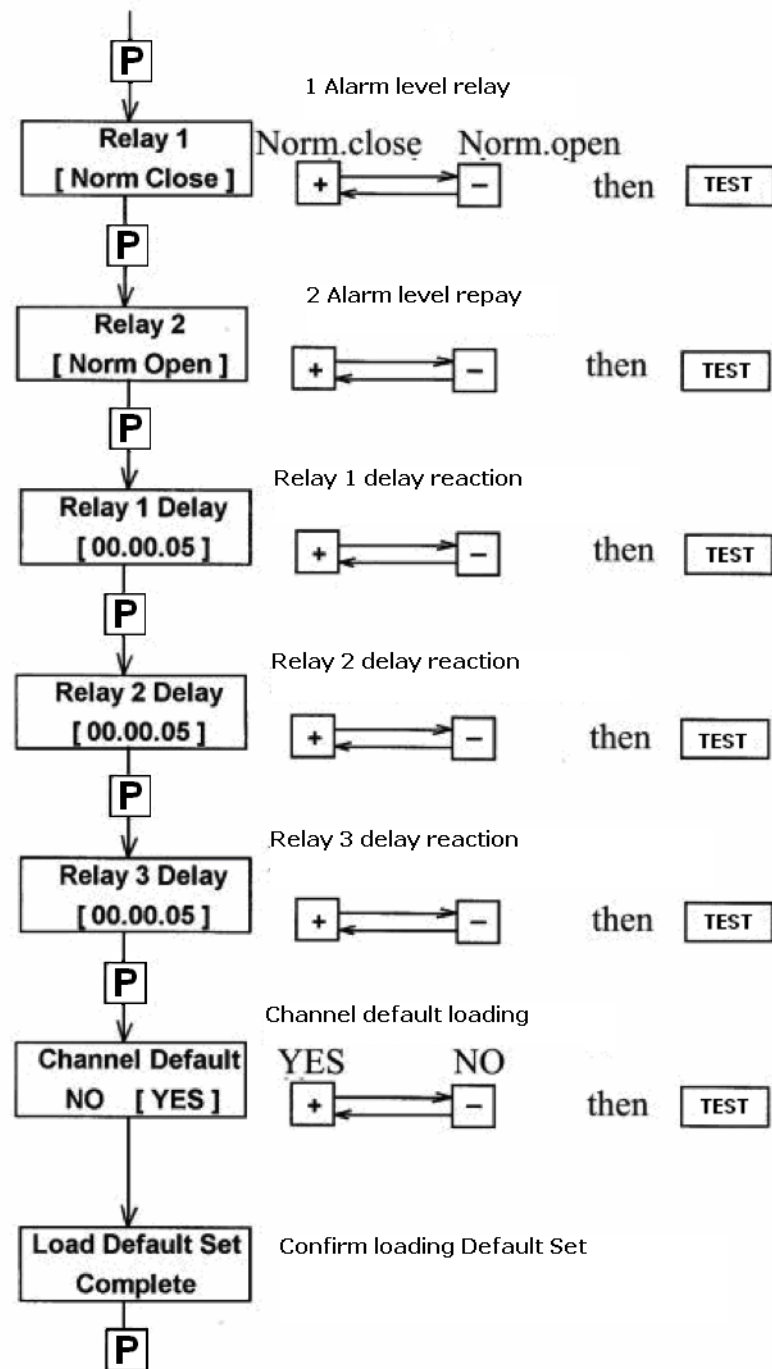 P
1 Alarm level relay
Relay 1
[ Norm Close ]
Norm.close Norm.open
+ − then TEST
P
2 Alarm level repay
Relay 2
[ Norm Open ]
+ − then TEST
P
Relay 1 delay reaction
Relay 1 Delay
[ 00.00.05 ]
+ − then TEST
P
Relay 2 delay reaction
Relay 2 Delay
[ 00.00.05 ]
+ − then TEST
P
Relay 3 delay reaction
Relay 3 Delay
[ 00.00.05 ]
+ − then TEST
P
Channel default loading
Channel Default
NO [ YES ]
YES NO
+ − then TEST
Load Default Set
Complete
Confirm loading Default Set
P